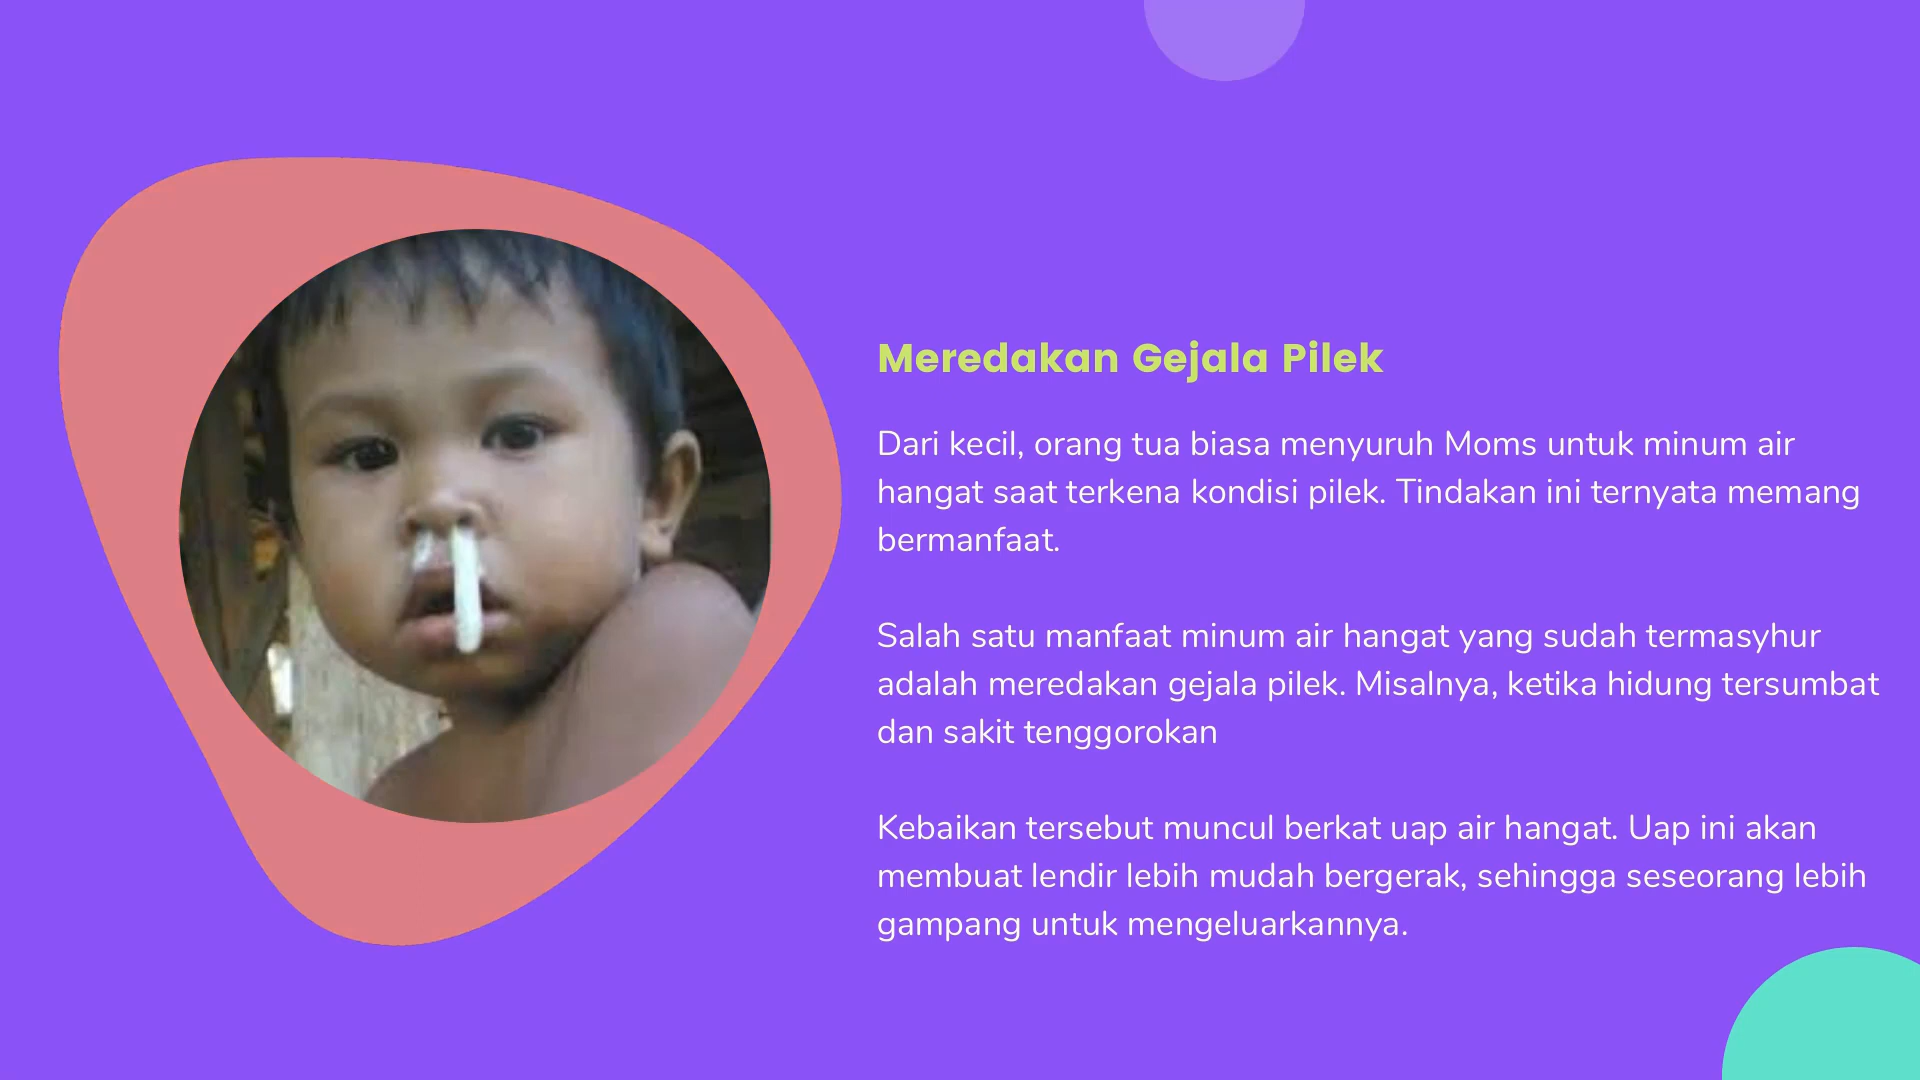 Meredakan Gejala Pilek
Dari kecil, orang tua biasa menyuruh Moms untuk minum air
hangat saat terkena kondisi pilek. Tindakan ini ternyata memang
bermanfaat.
Salah satu manfaat minum air hangat yang sudah termasyhur
adalah meredakan gejala pilek. Misalnya, ketika hidung tersumbat
dan sakit tenggorokan
Kebaikan tersebut muncul berkat uap air hangat. Uap ini akan
membuat lendir lebih mudah bergerak, sehingga seseorang lebih
gampang untuk mengeluarkannya.